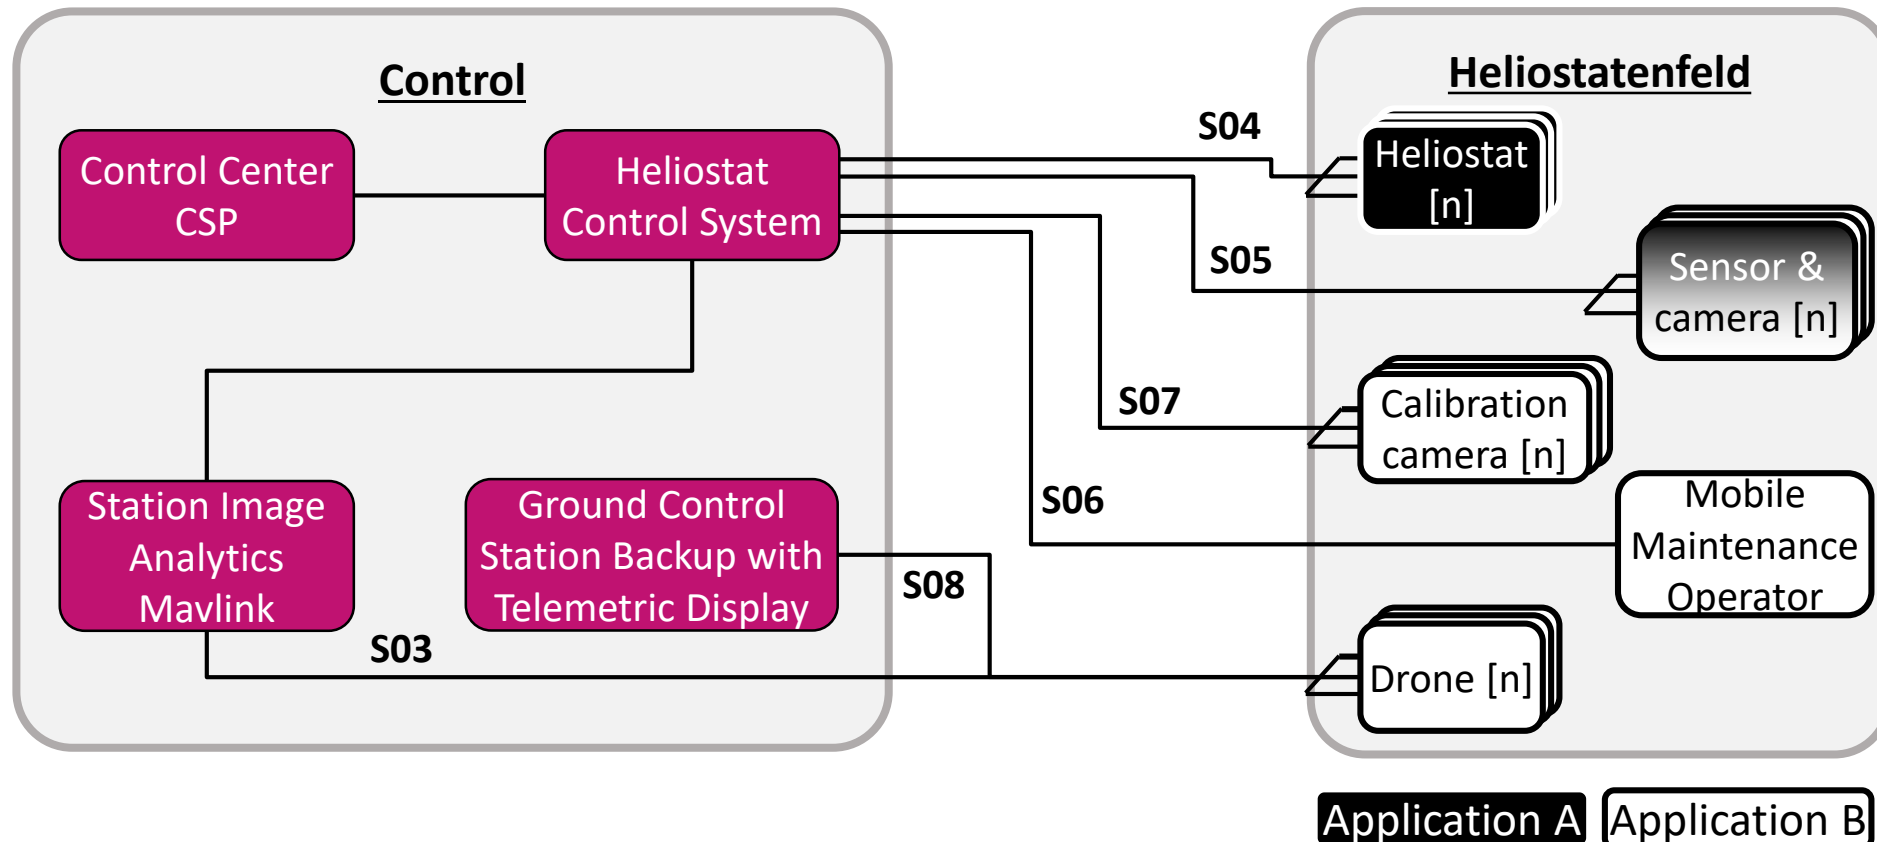 Control
Control Center
CSP
Heliostat
Control System
Station Image
Analytics
Mavlink
Ground Control
Station Backup with
Telemetric Display
S03
S08
S04
S05
S07
S06
Heliostatenfeld
Heliostat
[n]
Sensor &
camera [n]
Calibration
camera [n]
Mobile
Maintenance
Operator
Drone [n]
Application A
Application B